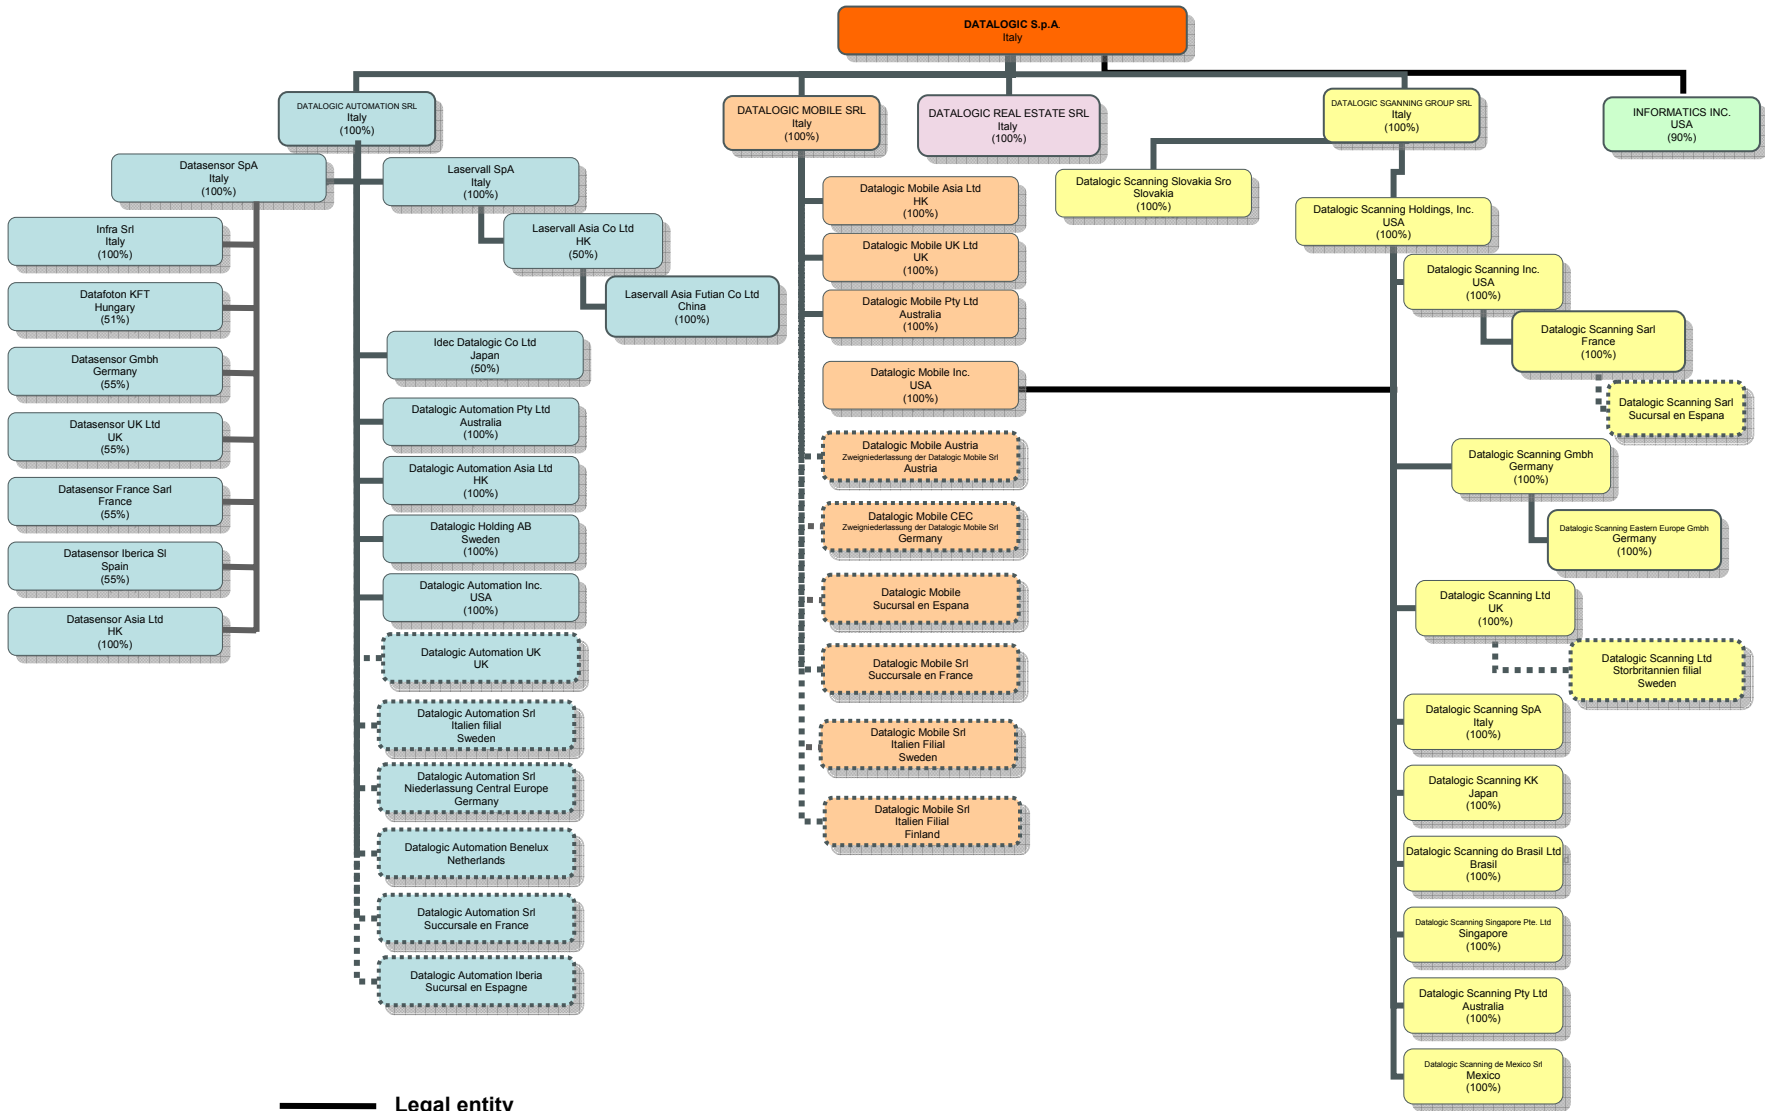 DATALOGIC S.p.A.
Italy
DATALOGIC AUTOMATION SRL
Italy
(100%)
DATALOGIC MOBILE SRL
Italy
(100%)
DATALOGIC REAL ESTATE SRL
Italy
(100%)
DATALOGIC SGANNING GROUP SRL
Italy
(100%)
INFORMATICS INC.
USA
(90%)
Datasensor SpA
Italy
(100%)
Laservall SpA
Italy
(100%)
Laservall Asia Co Ltd
HK
(50%)
Laservall Asia Futian Co Ltd
China
(100%)
Infra Srl
Italy
(100%)
Datafoton KFT
Hungary
(51%)
Datasensor Gmbh
Germany
(55%)
Datasensor UK Ltd
UK
(55%)
Datasensor France Sarl
France
(55%)
Datasensor Iberica Sl
Spain
(55%)
Datasensor Asia Ltd
HK
(100%)
Idec Datalogic Co Ltd
Japan
(50%)
Datalogic Automation Pty Ltd
Australia
(100%)
Datalogic Automation Asia Ltd
HK
(100%)
Datalogic Holding AB
Sweden
(100%)
Datalogic Automation Inc.
USA
(100%)
Datalogic Automation UK
UK
Datalogic Automation Srl
Italien filial
Sweden
Datalogic Automation Srl
Niederlassung Central Europe
Germany
Datalogic Automation Benelux
Netherlands
Datalogic Automation Srl
Succursale en France
Datalogic Automation Iberia
Sucursal en Espagne
Datalogic Mobile Asia Ltd
HK
(100%)
Datalogic Mobile UK Ltd
UK
(100%)
Datalogic Mobile Pty Ltd
Australia
(100%)
Datalogic Mobile Inc.
USA
(100%)
Datalogic Mobile Austria
Zweigniederlassung der Datalogic Mobile Srl
Austria
Datalogic Mobile CEC
Zweigniederlassung der Datalogic Mobile Srl
Germany
Datalogic Mobile
Sucursal en Espana
Datalogic Mobile Srl
Succursale en France
Datalogic Mobile Srl
Italien Filial
Sweden
Datalogic Mobile Srl
Italien Filial
Finland
Datalogic Scanning Slovakia Sro
Slovakia
(100%)
Datalogic Scanning Holdings, Inc.
USA
(100%)
Datalogic Scanning Inc.
USA
(100%)
Datalogic Scanning Sarl
France
(100%)
Datalogic Scanning Sarl
Sucursal en Espana
Datalogic Scanning Gmbh
Germany
(100%)
Datalogic Scanning Eastern Europe Gmbh
Germany
(100%)
Datalogic Scanning Ltd
UK
(100%)
Datalogic Scanning Ltd
Storbritannien filial
Sweden
Datalogic Scanning SpA
Italy
(100%)
Datalogic Scanning KK
Japan
(100%)
Datalogic Scanning do Brasil Ltd
Brasil
(100%)
Datalogic Scanning Singapore Pte. Ltd
Singapore
(100%)
Datalogic Scanning Pty Ltd
Australia
(100%)
Datalogic Scanning de Mexico Srl
Mexico
(100%)
Legal entity